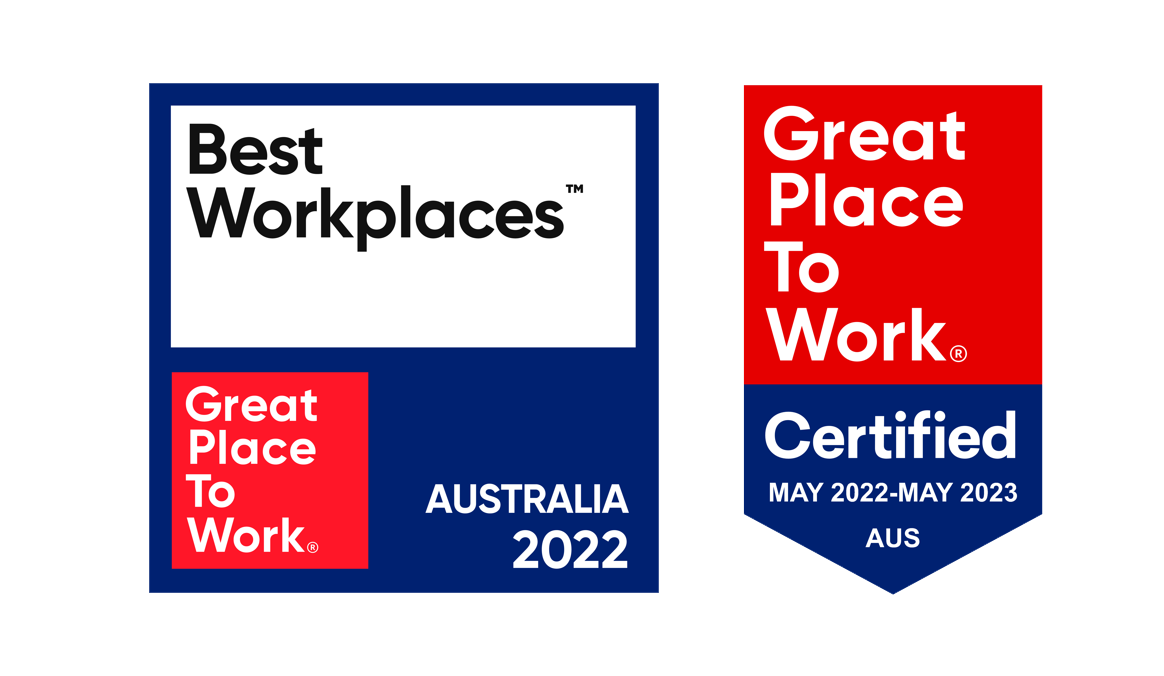 Best
Workplaces™
Great
Place
To
Work®
AUSTRALIA
2022
Great
Place
To
Work®
Certified
MAY 2022-MAY 2023
AUS